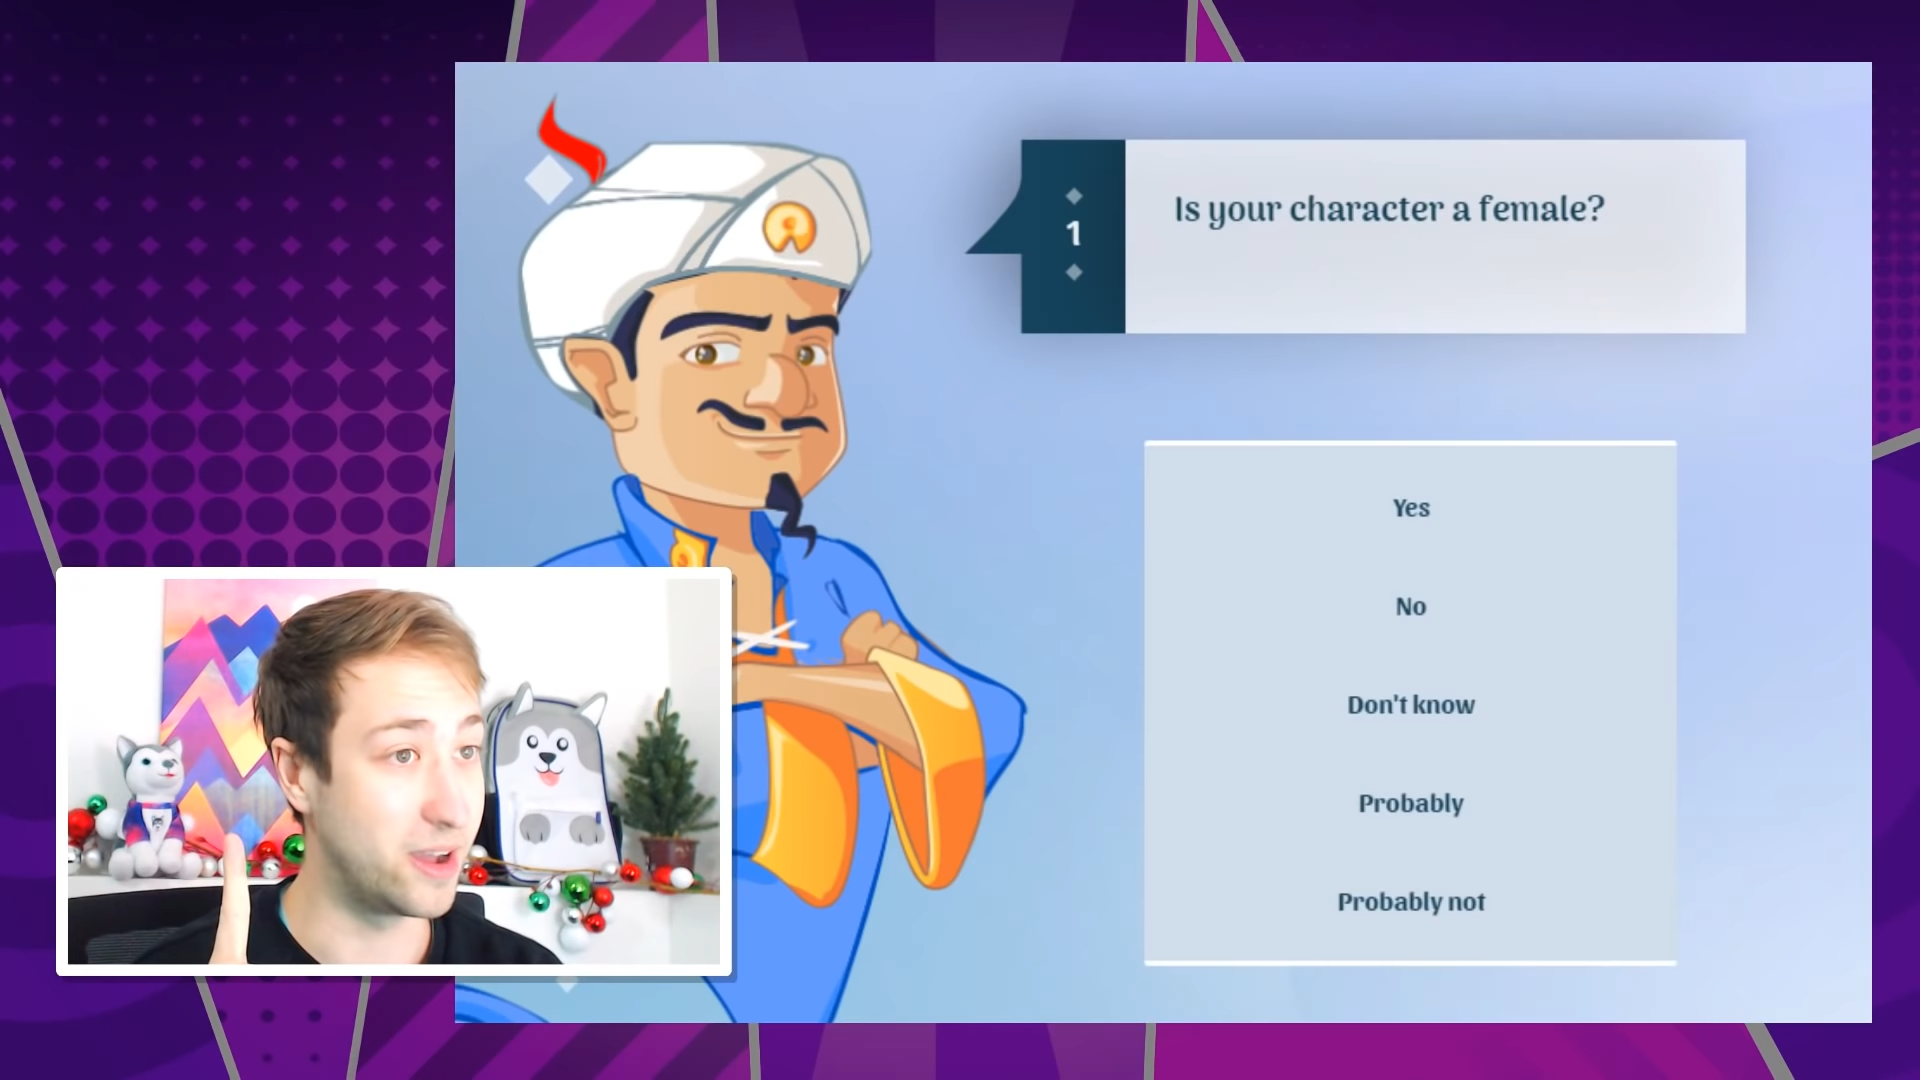 1
Is your character a female?
Yes
No
Don't know
Probably
Probably not